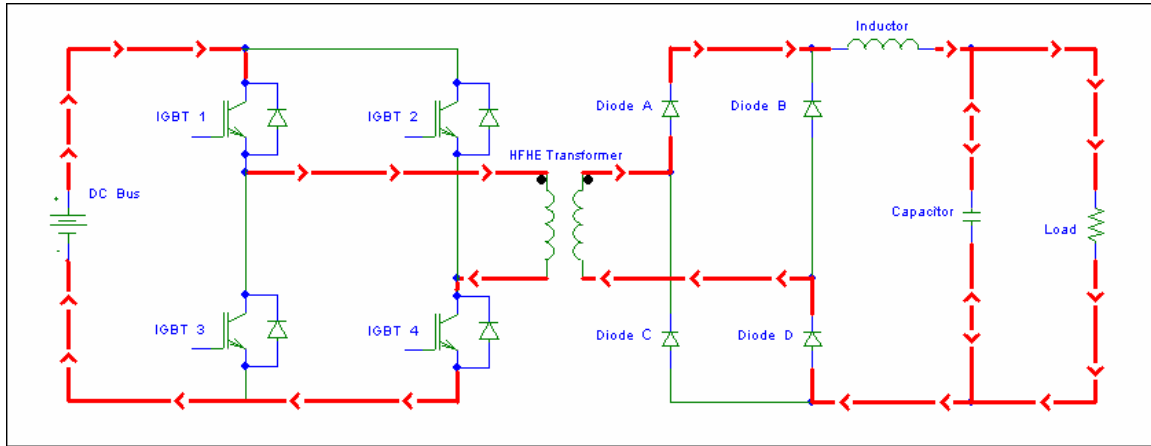 Inductor
IGBT 1
IGBT 2
Diode A
Diode B
HFHE Transformer
DC Bus
+
-
Capacitor
Load
IGBT 3
IGBT 4
Diode C
Diode D